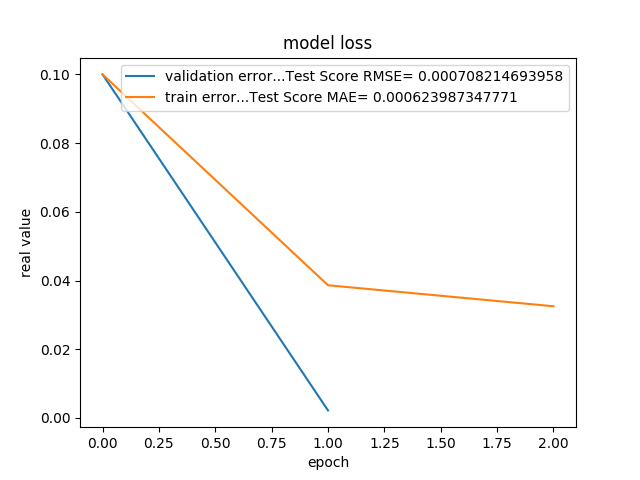 model loss
validation error...Test Score RMSE= 0.000708214693958
train error...Test Score MAE= 0.000623987347771
real value
0.10
0.08
0.06
0.04
0.02
0.00
0.00 0.25 0.50 0.75 1.00 1.25 1.50 1.75 2.00
epoch